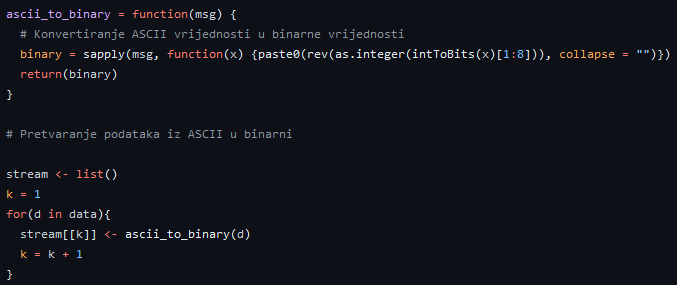 ascii_to_binary = function(msg) {
  # Konvertiranje ASCII vrijednosti u binarne vrijednosti
  binary = sapply(msg, function(x) {paste0(rev(as.integer(intToBits(x)[1:8])), collapse = "")})
  return(binary)
}

# Pretvaranje podataka iz ASCII u binarni

stream <- list()
k = 1
for(d in data){
  stream[[k]] <- ascii_to_binary(d)
  k = k + 1
}